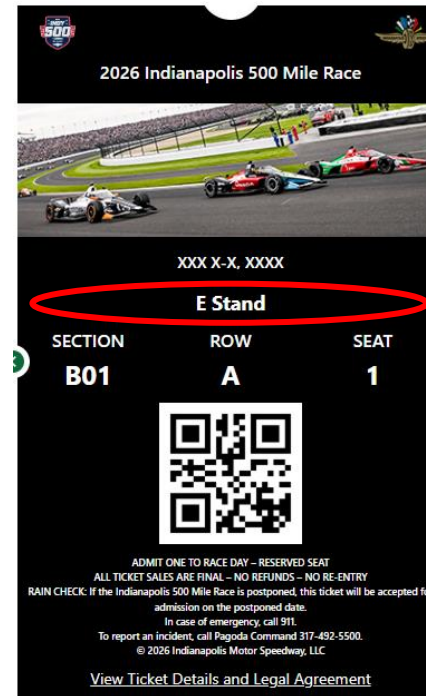 INDY
500
2026 Indianapolis 500 Mile Race
XXX X-X, XXXX
E Stand
SECTION ROW SEAT
B01 A 1
ADMIT ONE TO RACE DAY – RESERVED SEAT
ALL TICKET SALES ARE FINAL – NO REFUNDS – NO RE-ENTRY
RAIN CHECK: If the Indianapolis 500 Mile Race is postponed, this ticket will be accepted
admission on the postponed date.
In case of emergency, call 911.
To report an incident, call Pagoda Command 317-492-5500.
© 2026 Indianapolis Motor Speedway, LLC
View Ticket Details and Legal Agreement